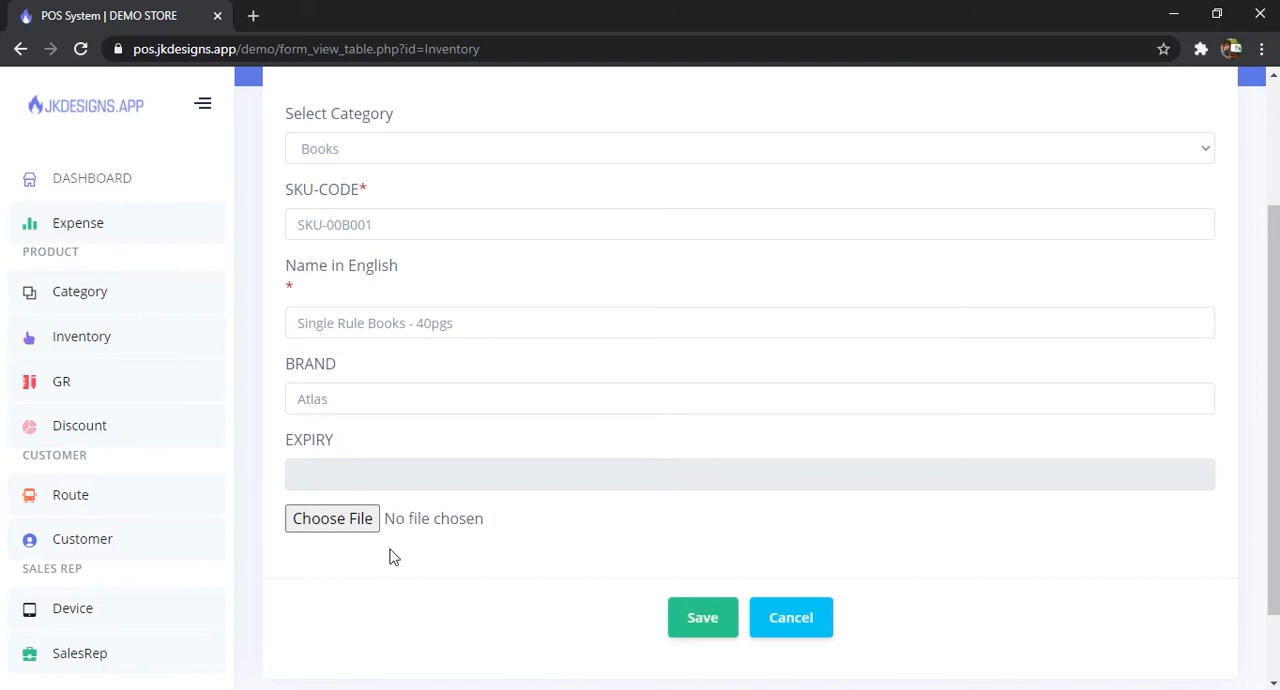 POS System | DEMO STORE
pos.jkdesigns.app/demo/form_view_table.php?id=Inventory
JKDESIGNS.APP
DASHBOARD
Expense
PRODUCT
Category
Inventory
GR
Discount
CUSTOMER
Route
Customer
SALES REP
Device
SalesRep
Select Category
Books
SKU-CODE*
SKU-00B001
Name in English
*
Single Rule Books - 40pgs
BRAND
Atlas
EXPIRY
Choose File No file chosen
Save Cancel